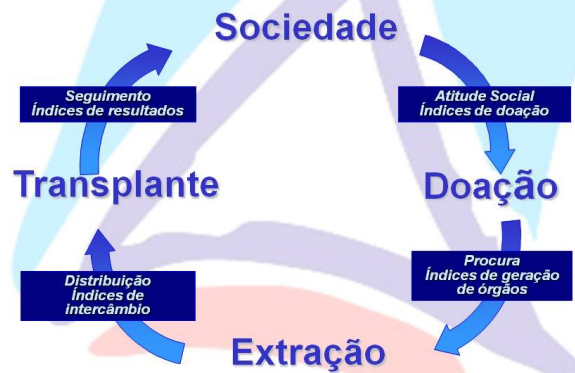 Sociedade
Seguimento
Índices de resultados
Atitude Social
Índices de doação
Transplante
Doação
Distribuição
Índices de
intercâmbio
Procura
Índices de geração
de órgãos
Extração